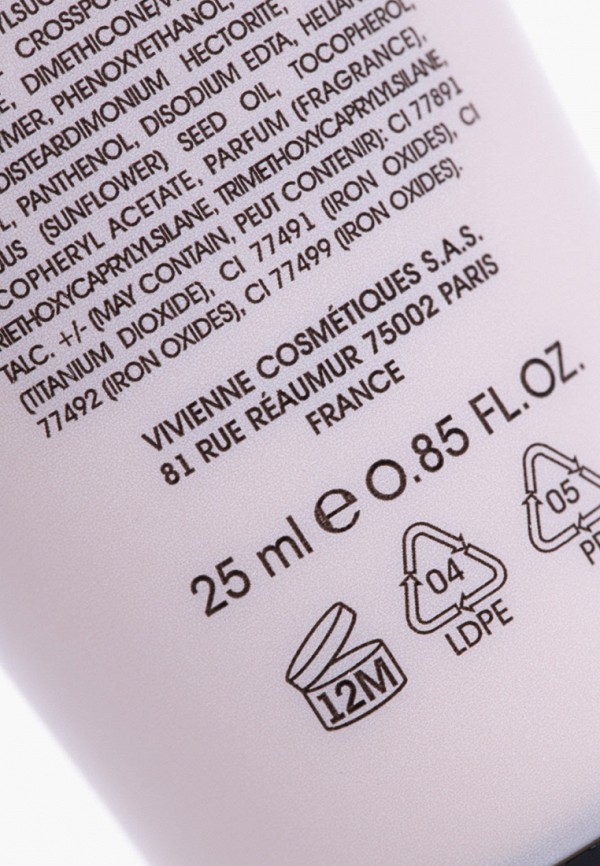 CROSSPO
DIMETHICONE/V
YMER, PHENOXYETHANOL,
DISTEARDIMONIUM HECTORITE,
L, PANTHENOL, DISODIUM EDTA, HELIAN
US (SUNFLOWER) SEED OIL, TOCOPHEROL,
COPHERYL ACETATE, PARFUM (FRAGRANCE),
RIETHOXYCAPRYLYLSILANE, TRIMETHOXYCAPRYLYLSILANE,
TALC. +/- (MAY CONTAIN, PEUT CONTENIR): CI 77891
(TITANIUM DIOXIDE), CI 77491 (IRON OXIDES), CI
77492 (IRON OXIDES), CI 77499 (IRON OXIDES).
VIVIENNE COSMÉTIQUES S.A.S.
81 RUE RÉAUMUR 75002 PARIS
FRANCE
25 ml e 0.85 FL.OZ.
05
PP
04
LDPE
12M